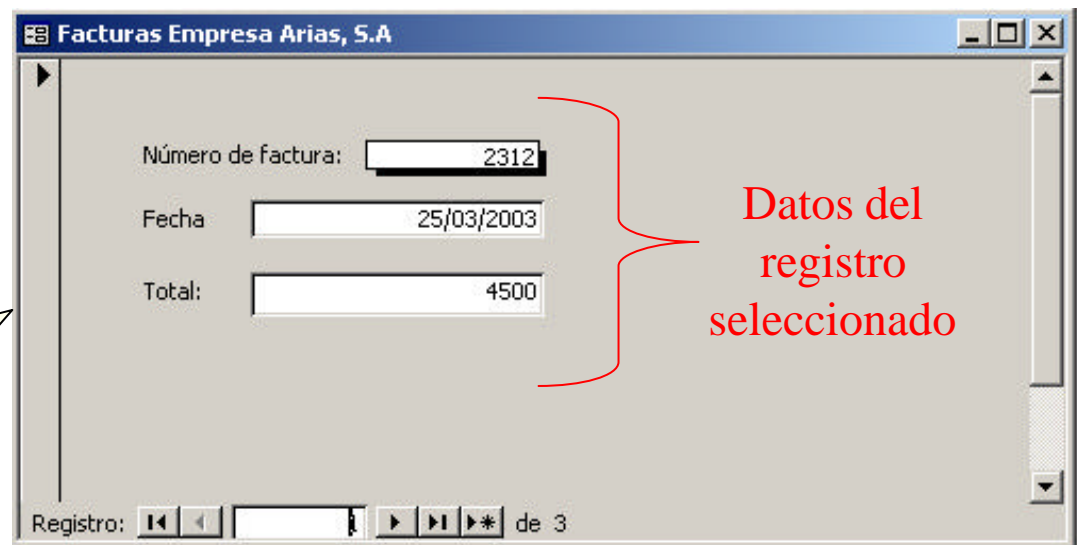 Facturas Empresa Arias, S.A
Número de factura: 2312
Fecha 25/03/2003
Total: 4500
Datos del
registro
seleccionado
Registro: 1 de 3